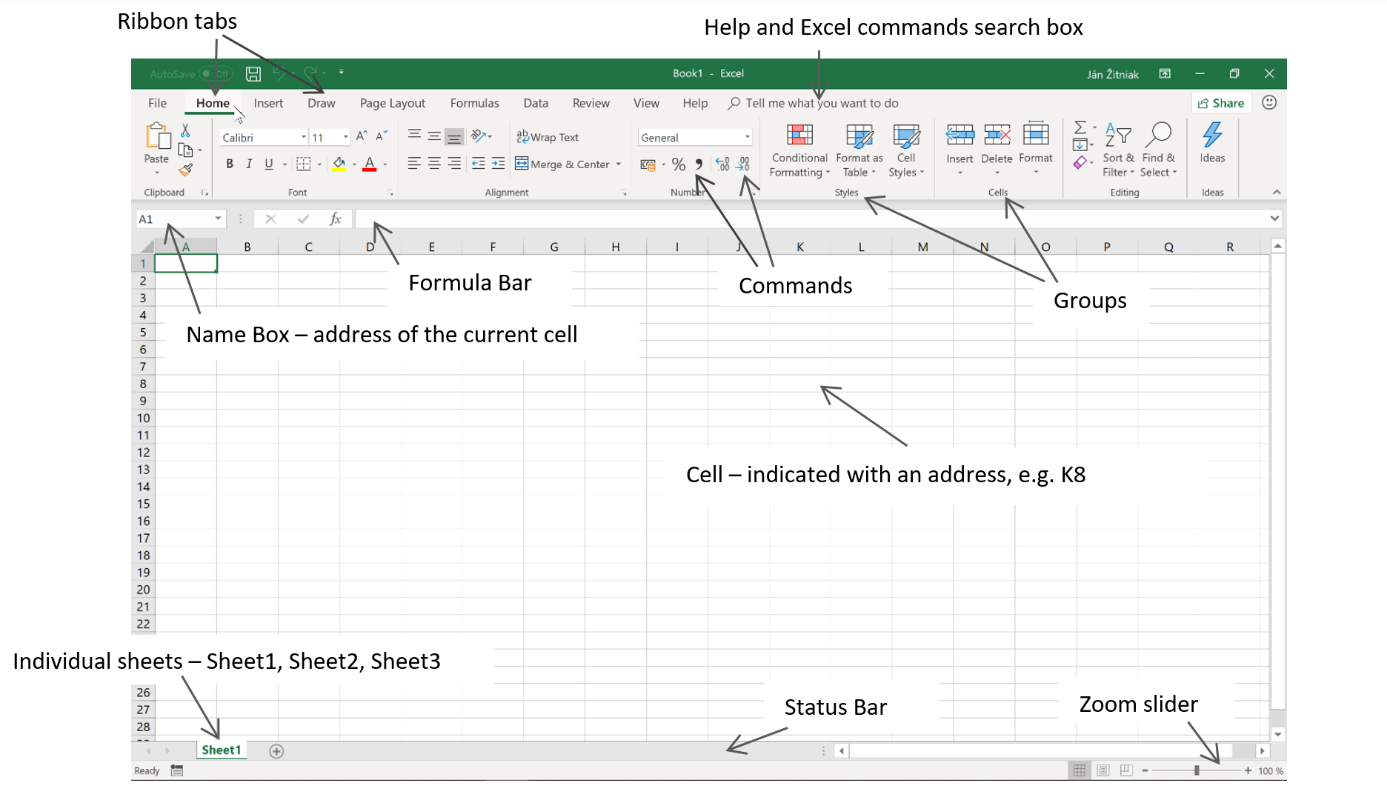 Ribbon tabs
Help and Excel commands search box
AutoSave Off
Book1 - Excel
Ján Žitniak
File Home Insert Draw Page Layout Formulas Data Review View Help Tell me what you want to do Share
Calibri 11 Wrap Text General
Paste B I U Merge & Center % Conditional Formatting Format as Table Cell Styles Insert Delete Format Sort & Filter Find & Select Ideas
Clipboard Font Alignment Number Styles Cells Editing Ideas
A1 fx
A B C D E F G H I J K L M N O P Q R
1
2
Formula Bar
Commands
3
Groups
4
5
Name Box – address of the current cell
6
7
8
9
10
11
12
13
Cell – indicated with an address, e.g. K8
14
15
16
17
18
19
20
21
22
Individual sheets – Sheet1, Sheet2, Sheet3
26
27
Status Bar
Zoom slider
28
Sheet1
Ready 100 %